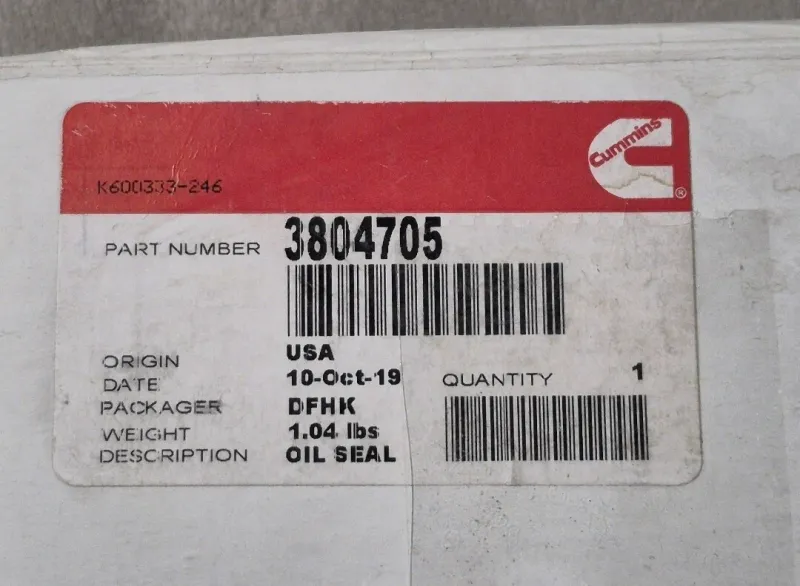 Cummins
®
K600333-246
PART NUMBER 3804705
ORIGIN USA
DATE 10-Oct-19 QUANTITY 1
PACKAGER DFHK
WEIGHT 1.04 lbs
DESCRIPTION OIL SEAL